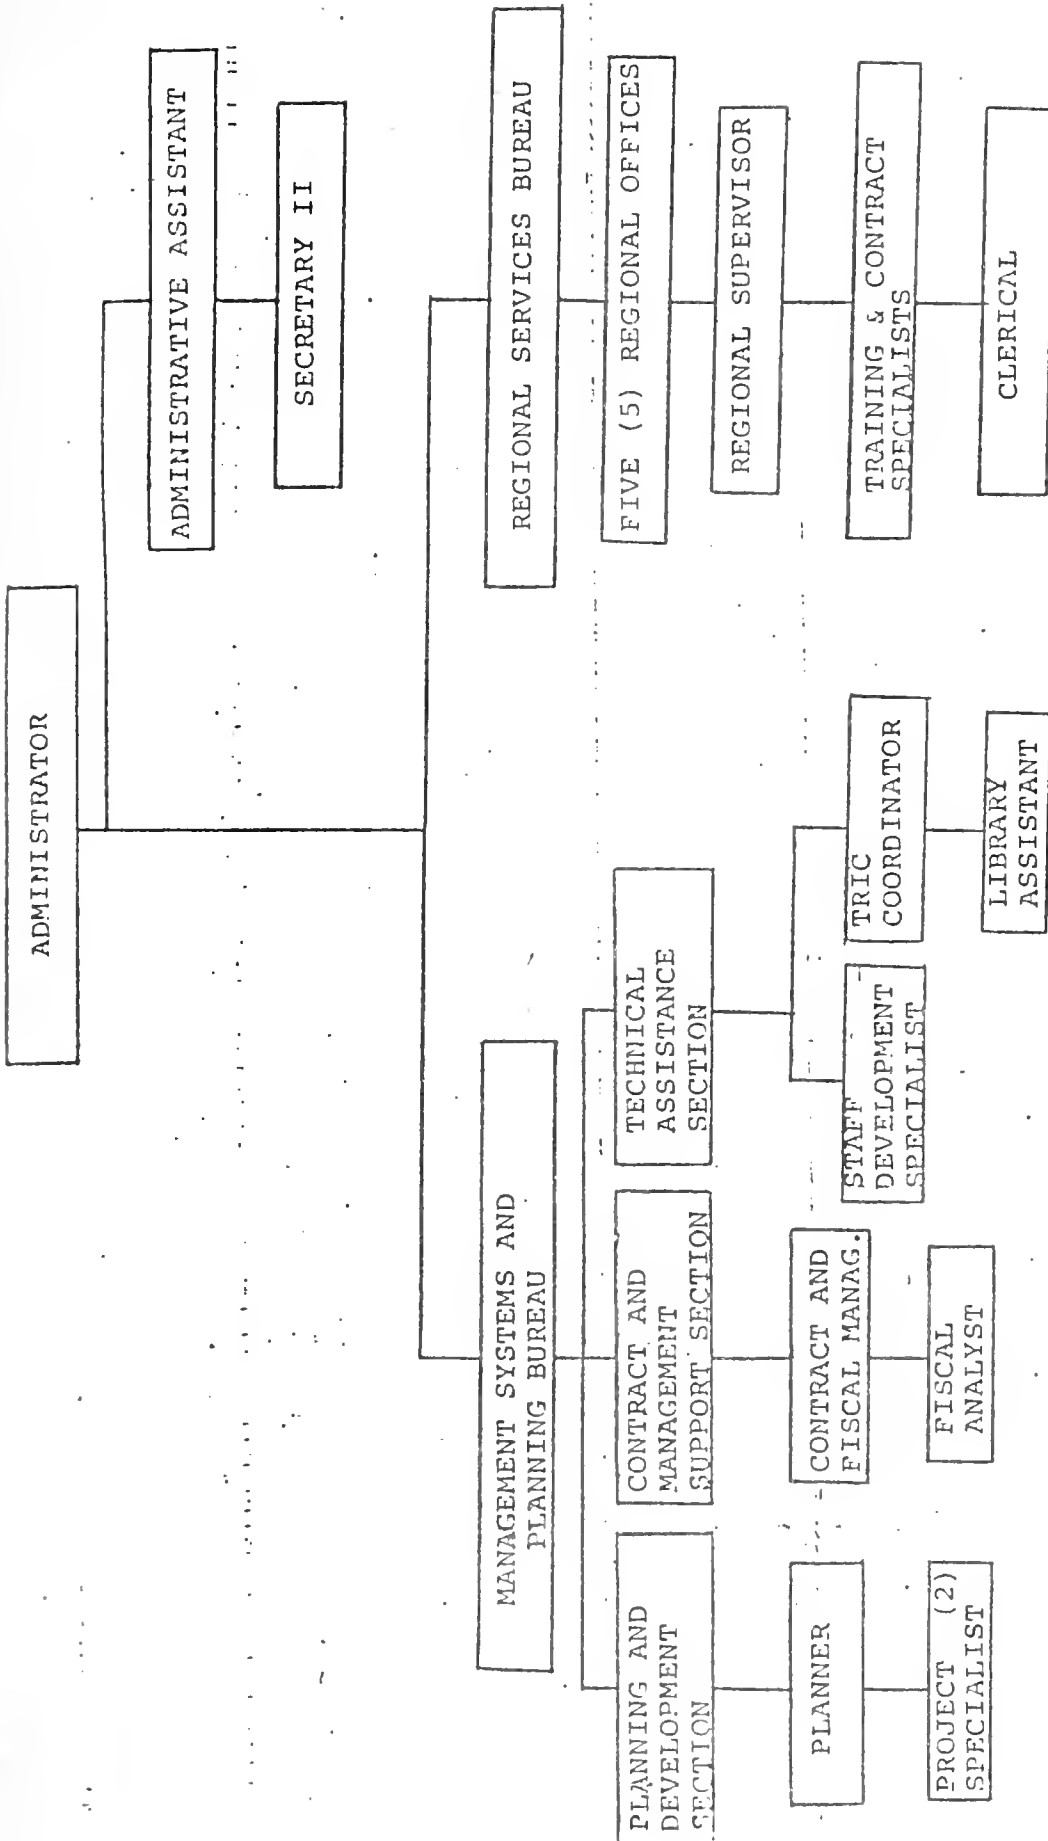 ADMINISTRATOR
ADMINISTRATIVE ASSISTANT
SECRETARY II
MANAGEMENT SYSTEMS AND
PLANNING BUREAU
REGIONAL SERVICES BUREAU
PLANNING AND
DEVELOPMENT
SECTION
CONTRACT AND
MANAGEMENT
SUPPORT SECTION
TECHNICAL
ASSISTANCE
SECTION
FIVE (5) REGIONAL OFFICES
REGIONAL SUPERVISOR
PLANNER
CONTRACT AND
FISCAL MANAG.
STAFF
DEVELOPMENT
SPECIALIST
TRIC
COORDINATOR
TRAINING & CONTRACT
SPECIALISTS
PROJECT (2)
SPECIALIST
FISCAL
ANALYST
LIBRARY
ASSISTANT
CLERICAL